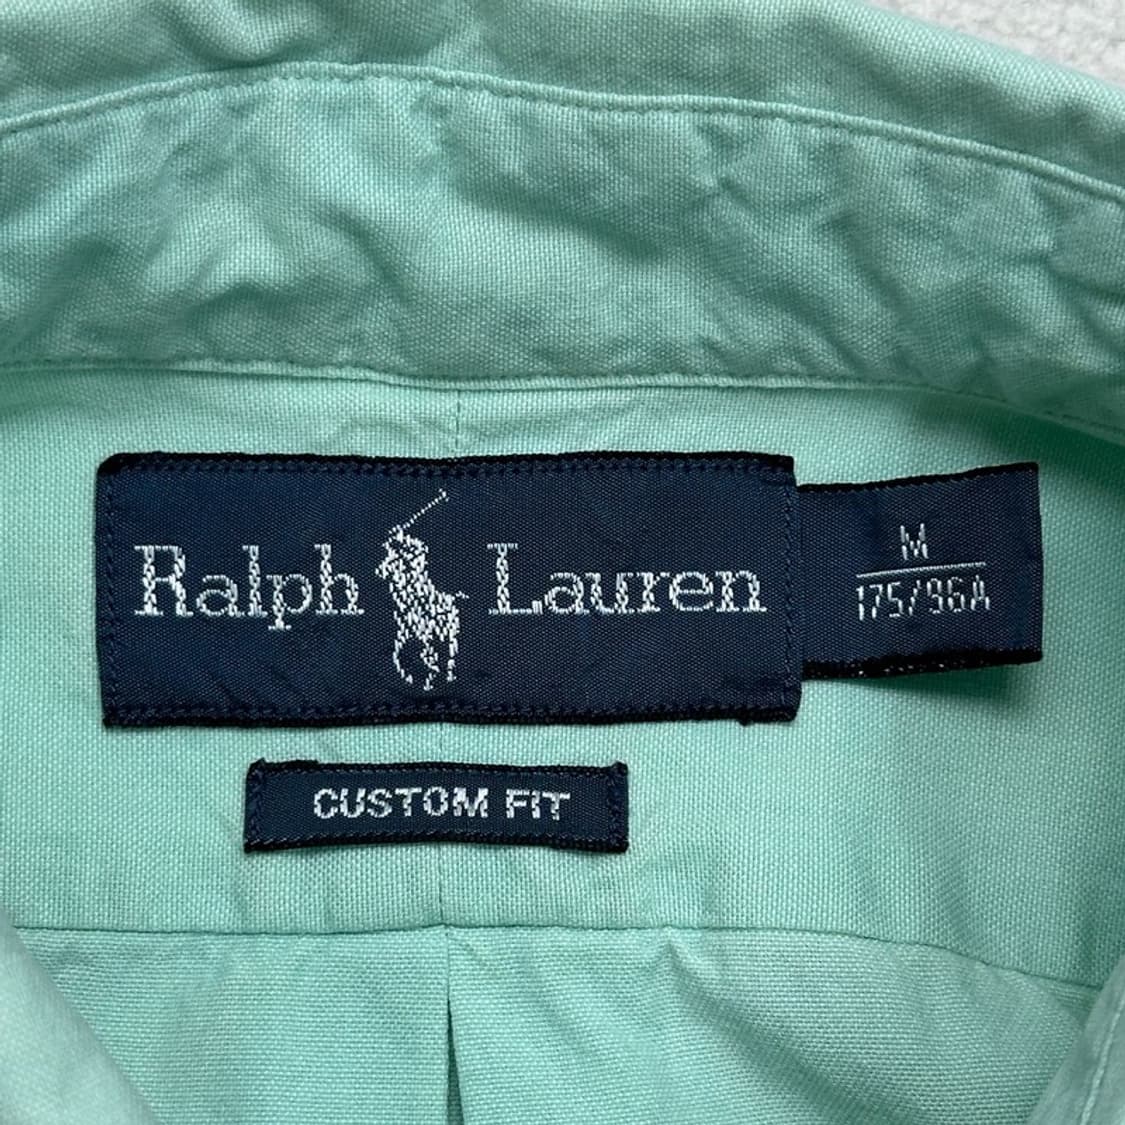 Ralph Lauren
M
175/96A
CUSTOM FIT